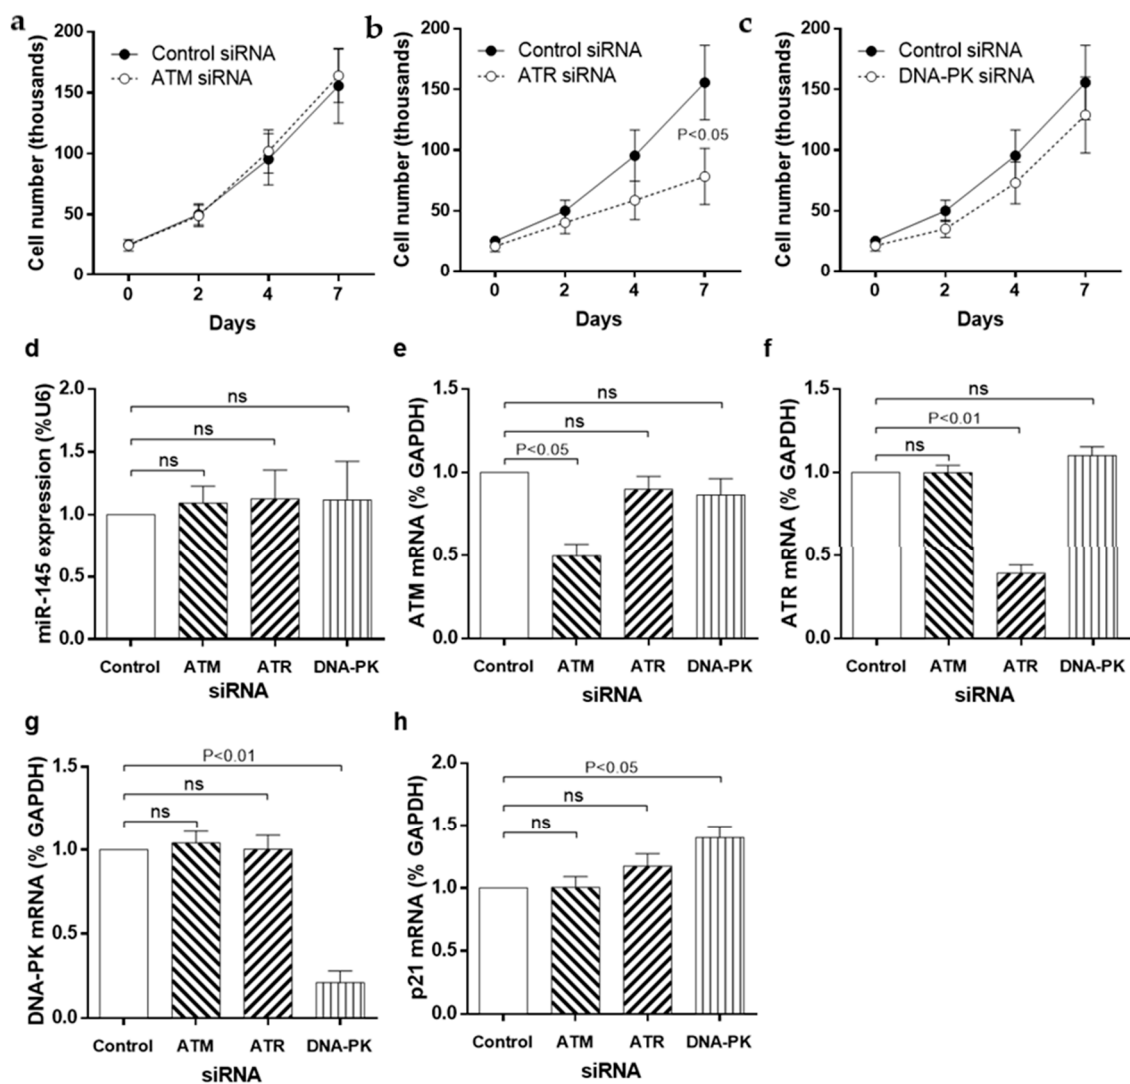 a
200
150
100
50
0
Cell number (thousands)
Control siRNA
ATM siRNA
0 2 4 7
Days
b
200
150
100
50
0
Cell number (thousands)
Control siRNA
ATR siRNA
P<0.05
0 2 4 7
Days
c
200
150
100
50
0
Cell number (thousands)
Control siRNA
DNA-PK siRNA
0 2 4 7
Days
d
2.0
1.5
1.0
0.5
0.0
miR-145 expression (%U6)
ns
ns
ns
Control ATM ATR DNA-PK
siRNA
e
1.5
1.0
0.5
0.0
ATM mRNA (% GAPDH)
ns
ns
P<0.05
Control ATM ATR DNA-PK
siRNA
f
1.5
1.0
0.5
0.0
ATR mRNA (% GAPDH)
ns
P<0.01
ns
Control ATM ATR DNA-PK
siRNA
g
1.5
1.0
0.5
0.0
DNA-PK mRNA (% GAPDH)
P<0.01
ns
ns
Control ATM ATR DNA-PK
siRNA
h
2.0
1.5
1.0
0.5
0.0
p21 mRNA (% GAPDH)
P<0.05
ns
ns
Control ATM ATR DNA-PK
siRNA